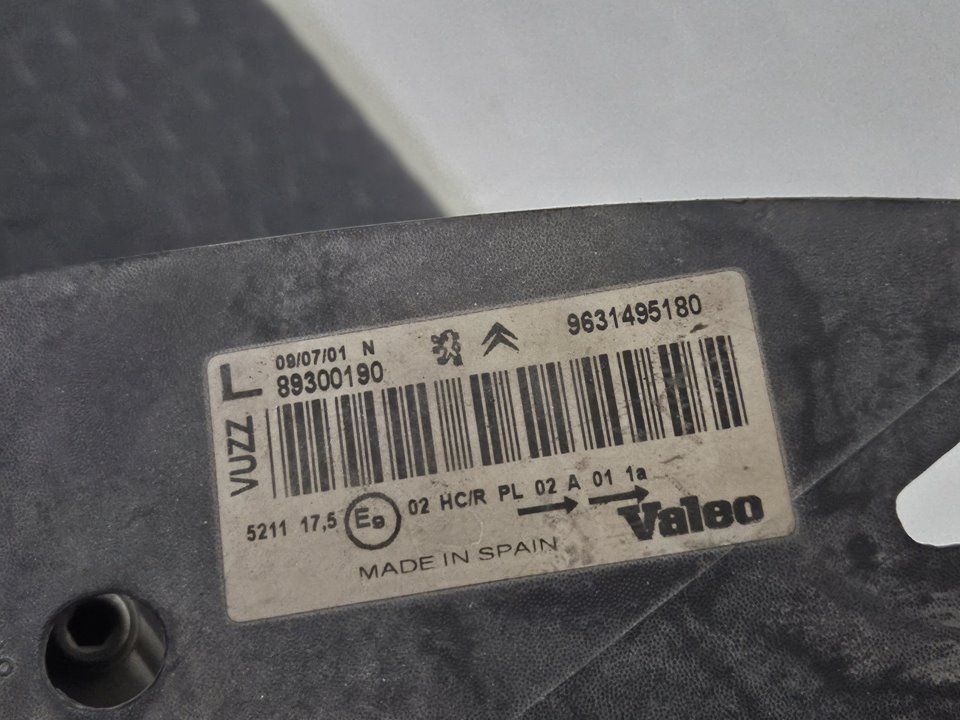 09/07/01 N
L 89300190
9631495180
VUZZ
5211 17,5 E9 02 HC/R PL 02 A 01 1a
Valeo
MADE IN SPAIN